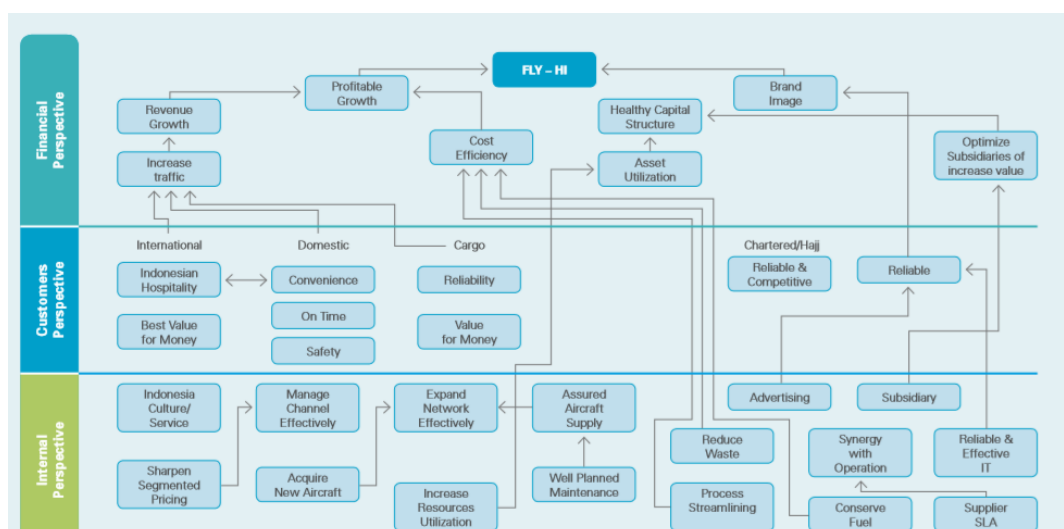 Financial
Perspective
FLY – HI
Profitable
Growth
Brand
Image
Revenue
Growth
Healthy Capital
Structure
Cost
Efficiency
Optimize
Subsidiaries of
increase value
Increase
traffic
Asset
Utilization
Customers
Perspective
International
Domestic
Cargo
Chartered/Hajj
Indonesian
Hospitality
Convenience
Reliability
Reliable &
Competitive
Reliable
Best Value
for Money
On Time
Safety
Value
for Money
Internal
Perspective
Indonesia
Culture/
Service
Manage
Channel
Effectively
Expand
Network
Effectively
Assured
Aircraft
Supply
Advertising
Subsidiary
Reduce
Waste
Synergy
with
Operation
Reliable &
Effective
IT
Sharpen
Segmented
Pricing
Acquire
New Aircraft
Increase
Resources
Utilization
Well Planned
Maintenance
Process
Streamlining
Conserve
Fuel
Supplier
SLA